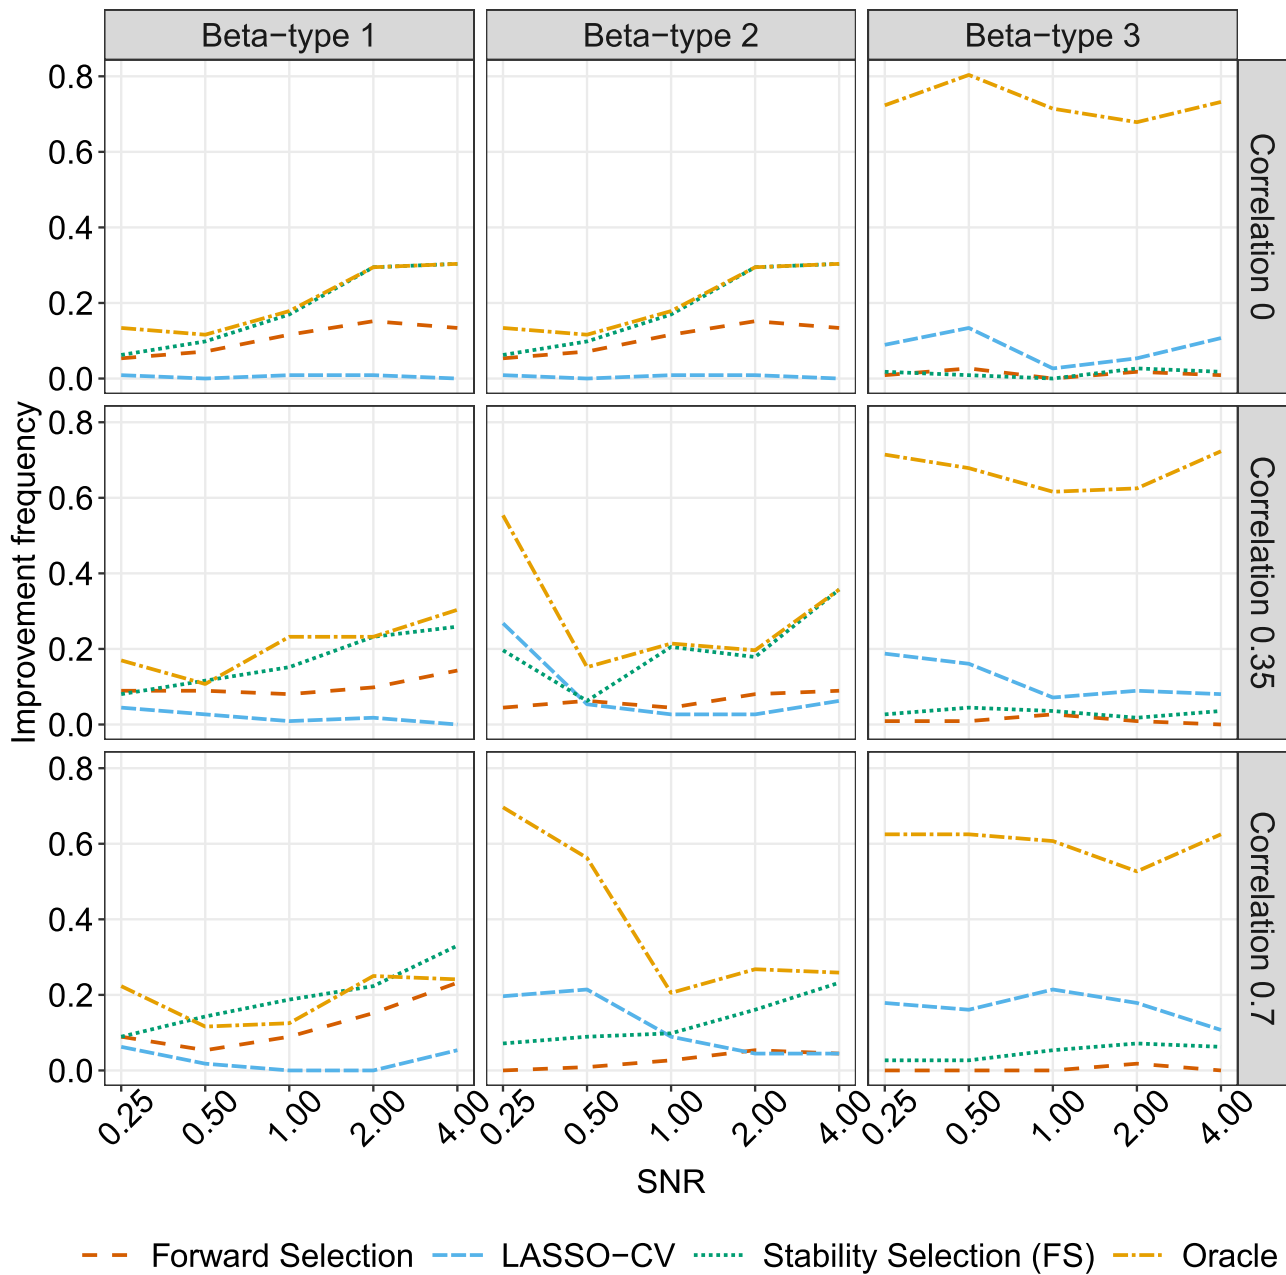 Beta−type 1 Beta−type 2 Beta−type 3
0.8
0.6
0.4
0.2
0.0
Correlation 0
0.8
0.6
0.4
0.2
0.0
Correlation 0.35
0.8
0.6
0.4
0.2
0.0
Correlation 0.7
Improvement frequency
0.25 0.50 1.00 2.00 4.00 0.25 0.50 1.00 2.00 4.00 0.25 0.50 1.00 2.00 4.00
SNR
Forward Selection LASSO−CV Stability Selection (FS) Oracle